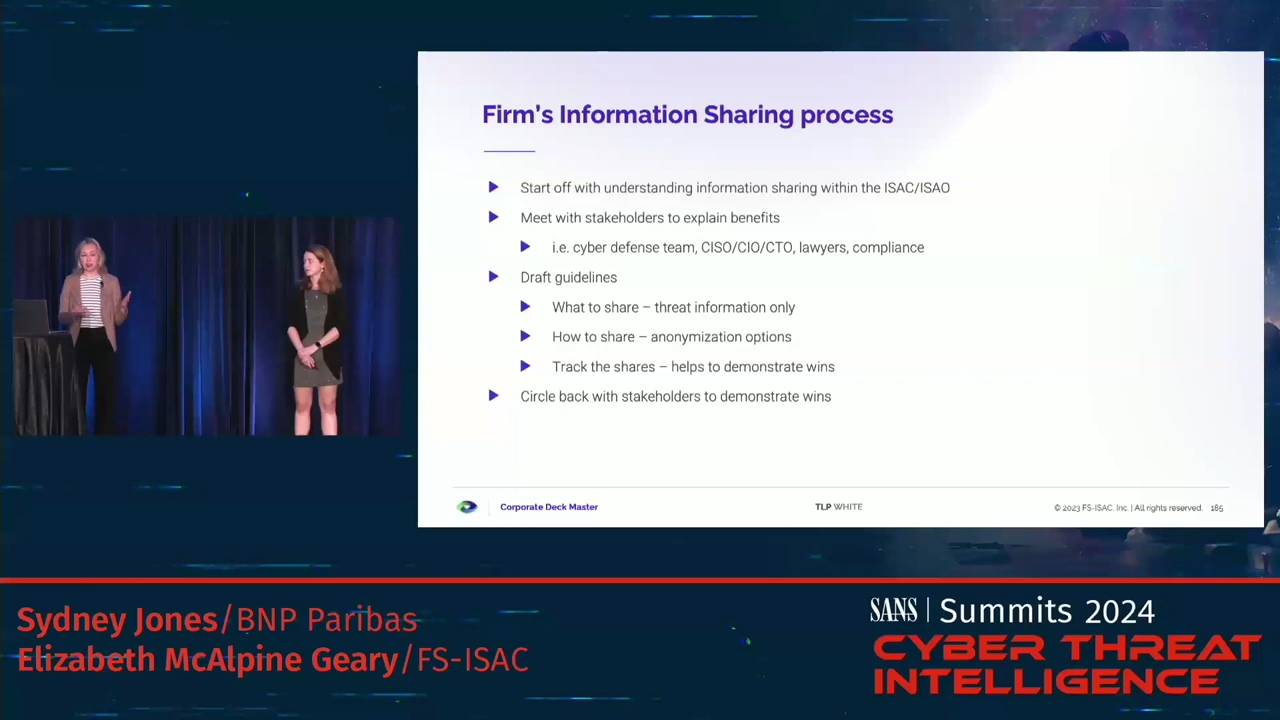 Firm's Information Sharing process
Start off with understanding information sharing within the ISAC/ISAO
Meet with stakeholders to explain benefits
i.e. cyber defense team, CISO/CIO/CTO, lawyers, compliance
Draft guidelines
What to share – threat information only
How to share – anonymization options
Track the shares – helps to demonstrate wins
Circle back with stakeholders to demonstrate wins
Corporate Deck Master
TLP WHITE
© 2023 FS-ISAC, Inc. | All rights reserved. 165
Sydney Jones/BNP Paribas
Elizabeth McAlpine Geary/FS-ISAC
SANS | Summits 2024
CYBER THREAT
INTELLIGENCE